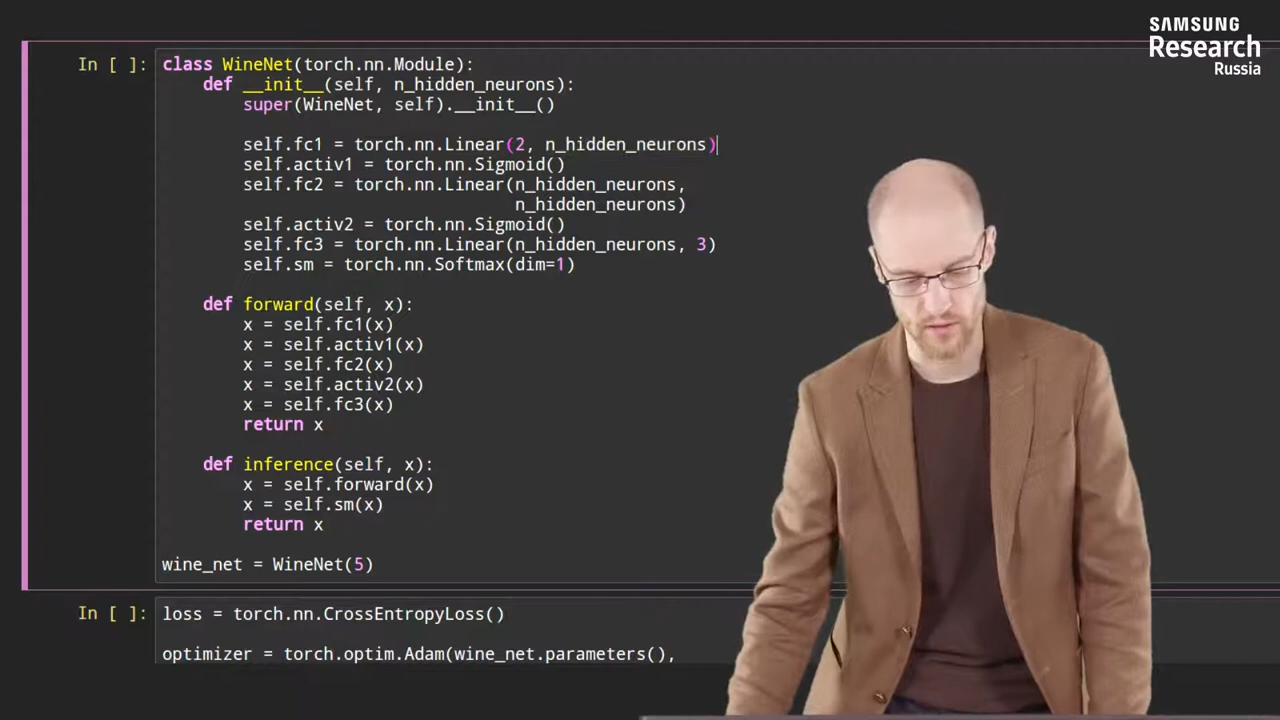 SAMSUNG
Research
Russia
In [ ]:
class WineNet(torch.nn.Module):
    def __init__(self, n_hidden_neurons):
        super(WineNet, self).__init__()

        self.fc1 = torch.nn.Linear(2, n_hidden_neurons)
        self.activ1 = torch.nn.Sigmoid()
        self.fc2 = torch.nn.Linear(n_hidden_neurons,
                                   n_hidden_neurons)
        self.activ2 = torch.nn.Sigmoid()
        self.fc3 = torch.nn.Linear(n_hidden_neurons, 3)
        self.sm = torch.nn.Softmax(dim=1)

    def forward(self, x):
        x = self.fc1(x)
        x = self.activ1(x)
        x = self.fc2(x)
        x = self.activ2(x)
        x = self.fc3(x)
        return x

    def inference(self, x):
        x = self.forward(x)
        x = self.sm(x)
        return x

wine_net = WineNet(5)
In [ ]:
loss = torch.nn.CrossEntropyLoss()

optimizer = torch.optim.Adam(wine_net.parameters(),